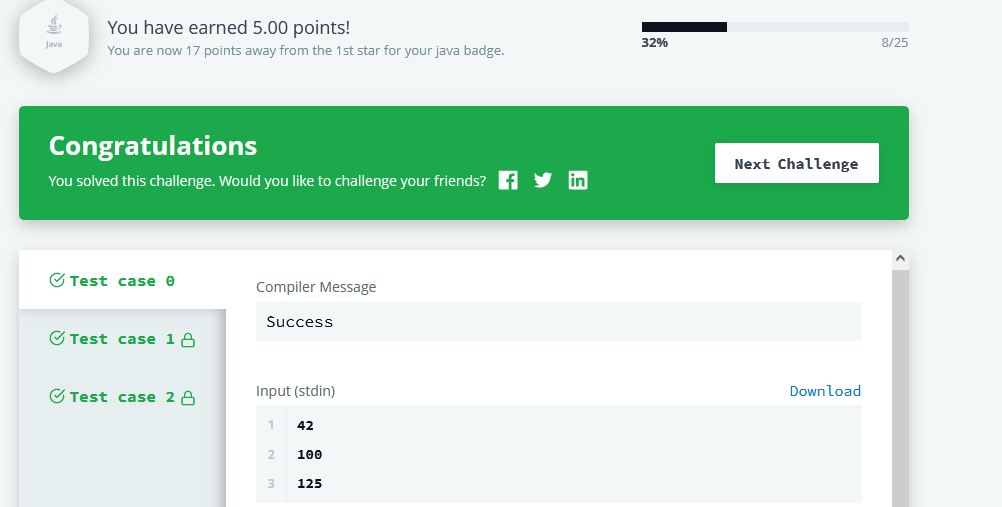 You have earned 5.00 points!
Java
You are now 17 points away from the 1st star for your java badge.
32%
8/25
Congratulations
You solved this challenge. Would you like to challenge your friends?
Next Challenge
Test case 0
Test case 1
Test case 2
Compiler Message
Success
Input (stdin)
Download
1 42
2 100
3 125